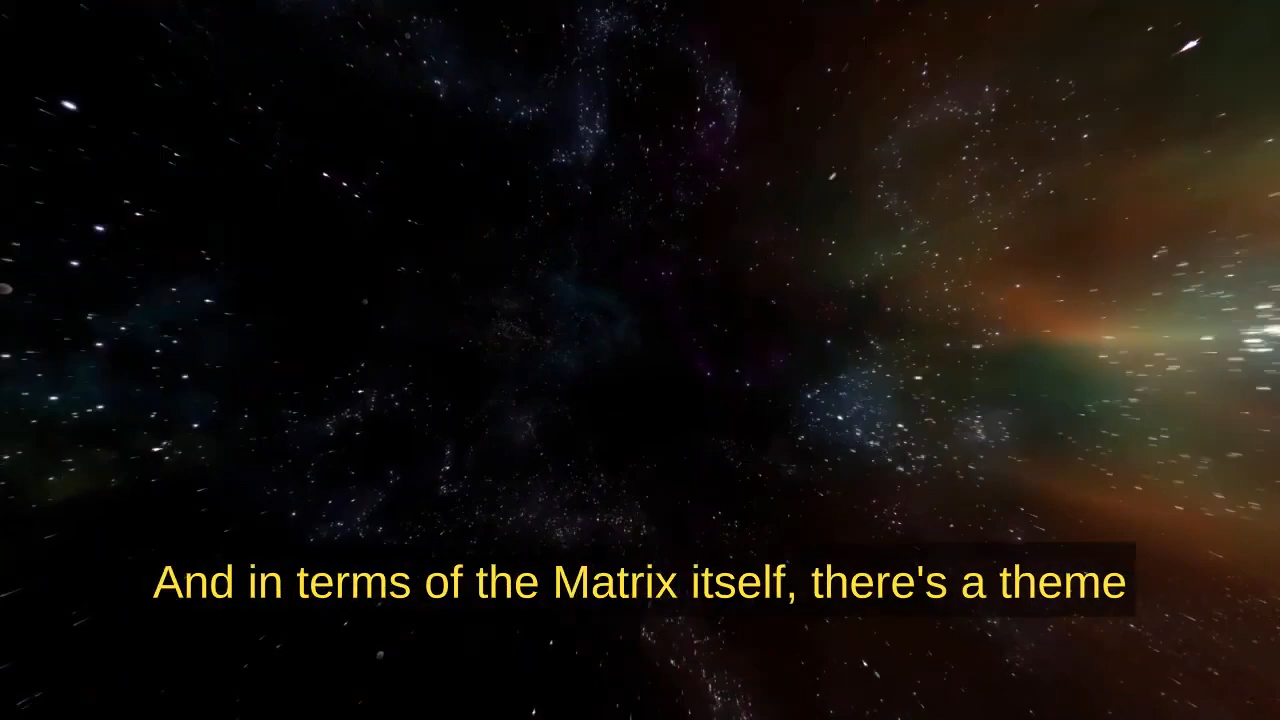 And in terms of the Matrix itself, there's a theme